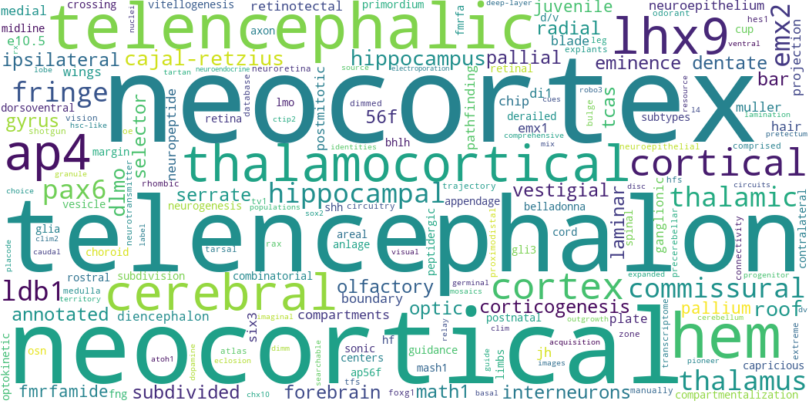 medial crossing nuclei vitellogenesis retinotectal primordium fmrfa deep-layer juvenile neuroepithelium odorant hes1
midline telencephalic axon d/v radial lhx9 emx2 projection
e10.5 blade leg explants cup ventral
ipsilateral cajal-retzius hippocampus pallial eminence dentate
lobe tartan neuroendocrine neuroretina source electroporation retinal di1 bar
fringe neocortex lmo dimmed 56f robo3 chip cues tcas resource l4 muller lamination
dorsoventral vision hsc-like database postmitotic pathfinding derailed bulge subtypes hair
gyrus shotgun selector neuropeptide retina ctip2 bhlh emx1 comprehensive neuroepithelial comprised pretectum
ap4 margin identities mix
granule rhombic thalamocortical cortical
choice pax6 dlmo neurotransmitter serrate hippocampal trajectory vestigial disc hfs circuits thalamic
vesicle neurogenesis tv1 populations shh circuitry appendage laminar ganglionic contralateral
placode glia clim2 caudal label telencephalon sox2 areal anlage peptidergic belladonna cord gli3 spinal proximodistal precerebellar connectivity
choroid tarsal rax visual
rostral subdivision combinatorial germinal mosaics expanded progenitor
ldb1 medulla territory cerebral olfactory boundary cortex commissural
annotated diencephalon six3 imaginal compartments optic corticogenesis pallium roof dv
optokinetic osn neocortical sonic hf relay postnatal plate hem cerebellum
atoh1 dopamine atlas eclosion dimm searchable centers ap56f guidance clim jh outgrowth zone transcriptome pioneer extreme
tfs mash1 guide limbs acquisition images thalamus capricious
fmrfamide fng subdivided chx10 forebrain foxg1 math1 basal interneurons manually compartmentalization